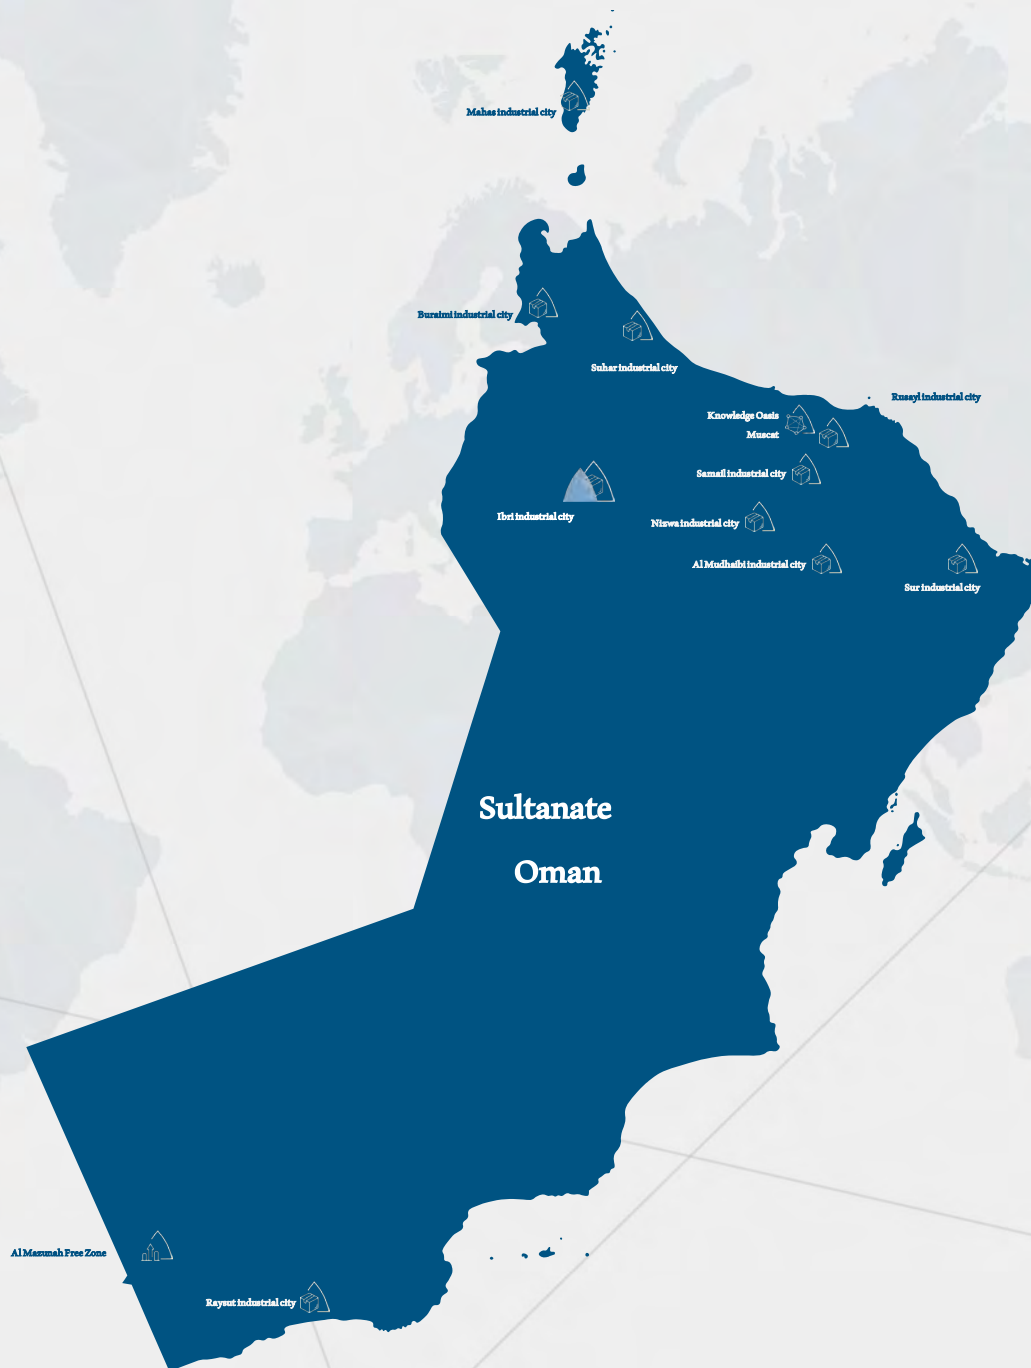 Mahas industrial city
Buraimi industrial city
Suhar industrial city
Rusayl industrial city
Knowledge Oasis
Muscat
Samail industrial city
Ibri industrial city
Nizwa industrial city
Al Mudhaibi industrial city
Sur industrial city
Sultanate
Oman
Al Mazunah Free Zone
Raysut industrial city